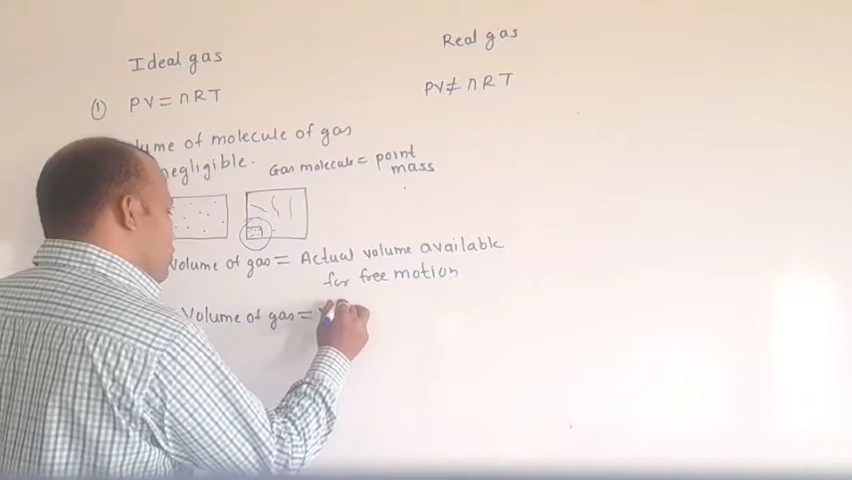 Ideal gas
Real gas
① PV = nRT
PV ≠ nRT
of molecule of gas
negligible. Gas molecule = point mass
Volume of gas = Actual volume available
for free motion
Volume of gas =